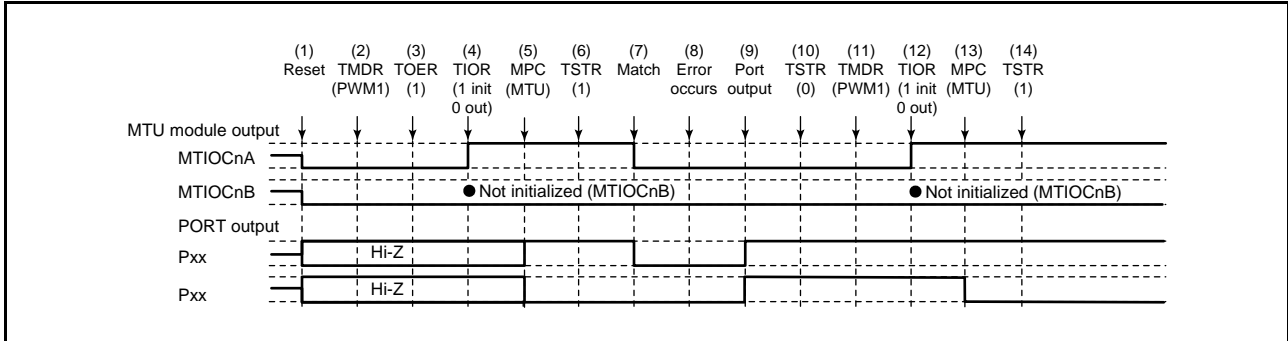 (1) (2) (3) (4) (5) (6) (7) (8) (9) (10) (11) (12) (13) (14)
Reset TMDR TOER TIOR MPC TSTR Match Error Port TSTR TMDR TIOR MPC TSTR
(PWM1) (1) (1 init (MTU) (1) occurs output (0) (PWM1) (1 init (MTU) (1)
0 out) 0 out)
MTU module output
MTIOCnA
MTIOCnB ● Not initialized (MTIOCnB) ● Not initialized (MTIOCnB)
PORT output
Pxx Hi-Z
Pxx Hi-Z